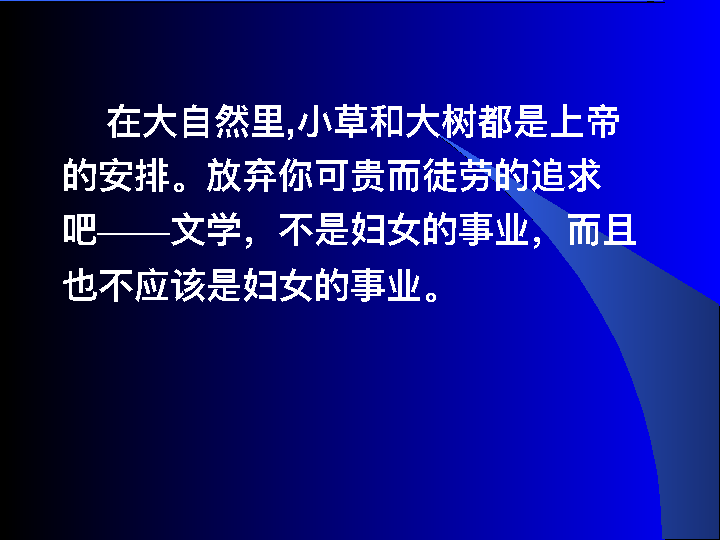 在大自然里,小草和大树都是上帝
的安排。放弃你可贵而徒劳的追求
吧——文学，不是妇女的事业，而且
也不应该是妇女的事业。